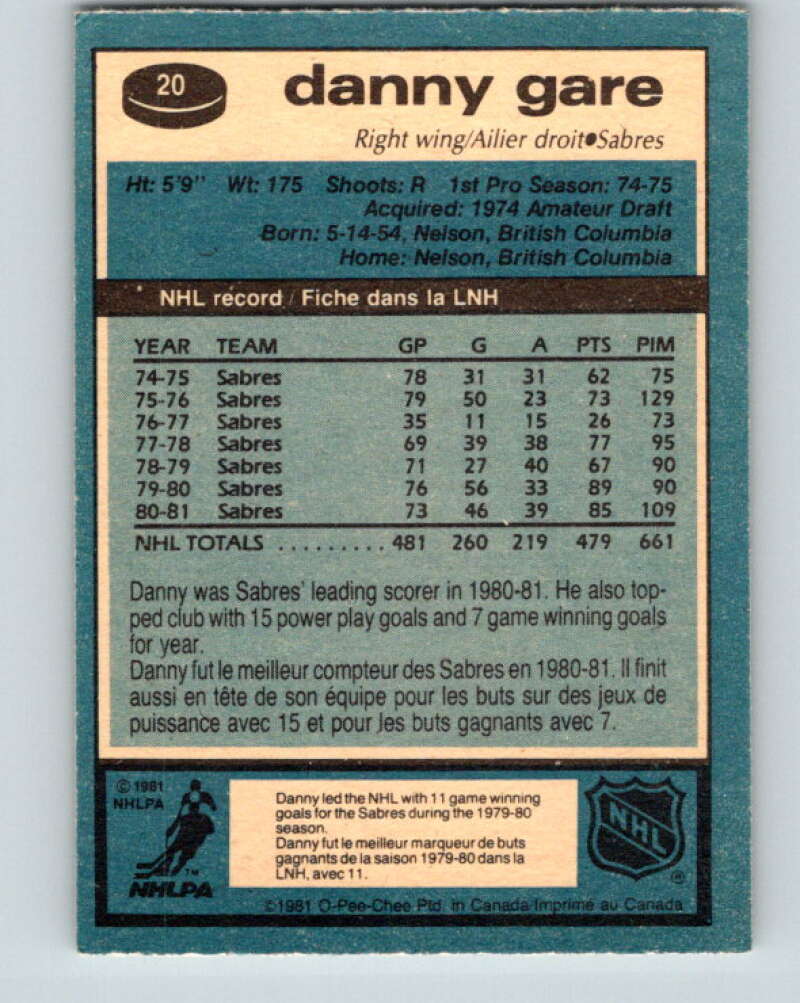 20
danny gare
Right wing/Ailier droit●Sabres
Ht: 5'9" Wt: 175 Shoots: R 1st Pro Season: 74-75
Acquired: 1974 Amateur Draft
Born: 5-14-54, Nelson, British Columbia
Home: Nelson, British Columbia
NHL record / Fiche dans la LNH
YEAR TEAM GP G A PTS PIM
74-75 Sabres 78 31 31 62 75
75-76 Sabres 79 50 23 73 129
76-77 Sabres 35 11 15 26 73
77-78 Sabres 69 39 38 77 95
78-79 Sabres 71 27 40 67 90
79-80 Sabres 76 56 33 89 90
80-81 Sabres 73 46 39 85 109
NHL TOTALS .......... 481 260 219 479 661
Danny was Sabres' leading scorer in 1980-81. He also top-
ped club with 15 power play goals and 7 game winning goals
for year.
Danny fut le meilleur compteur des Sabres en 1980-81. Il finit
aussi en tête de son équipe pour les buts sur des jeux de
puissance avec 15 et pour les buts gagnants avec 7.
© 1981
NHLPA
TM
NHLPA
Danny led the NHL with 11 game winning
goals for the Sabres during the 1979-80
season.
Danny fut le meilleur marqueur de buts
gagnants de la saison 1979-80 dans la
LNH, avec 11.
NHL
®
©1981 O-Pee-Chee Ptd. in Canada Imprimé au Canada